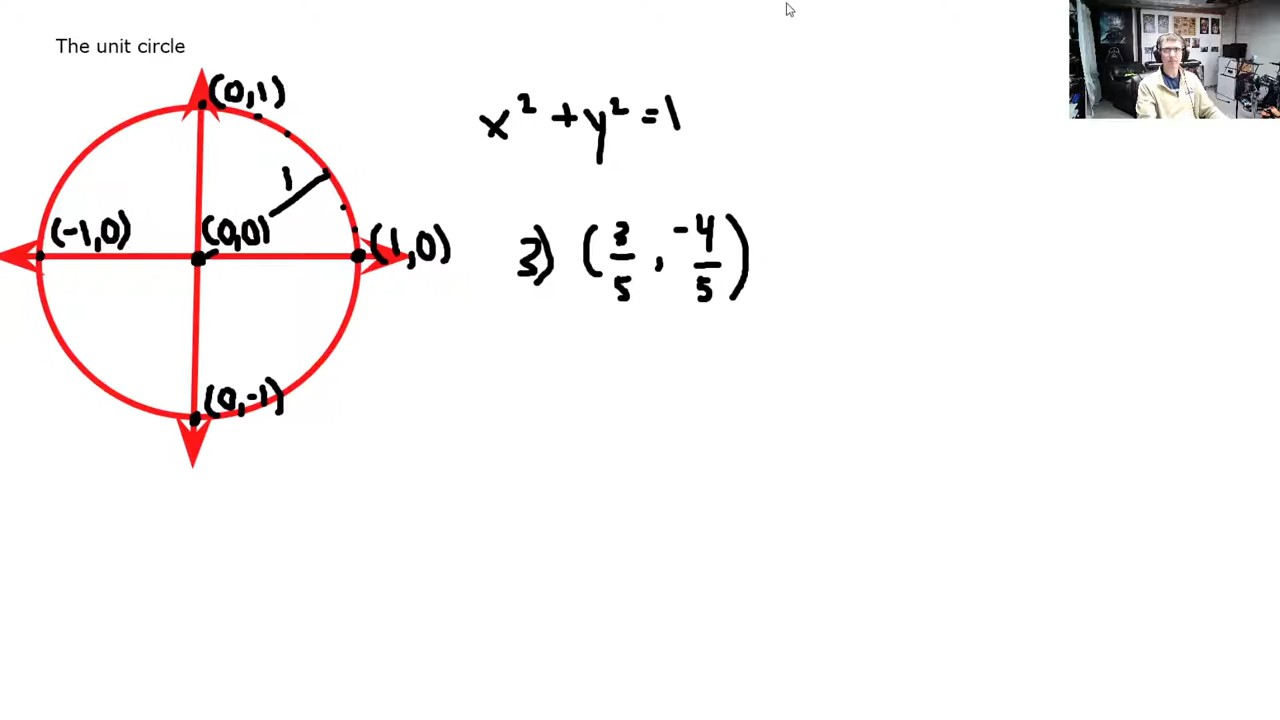 The unit circle
(0,1)
x² + y² = 1
1
(-1,0)
(0,0)
(1,0)
3) (3/5, -4/5)
(0,-1)